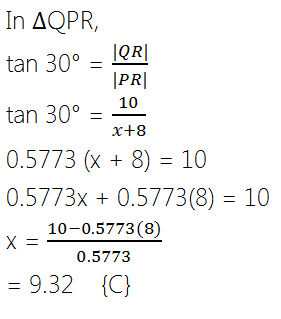 In ΔQPR,
tan 30° = |QR| / |PR|
tan 30° = 10 / x+8
0.5773 (x + 8) = 10
0.5773x + 0.5773(8) = 10
x = 10−0.5773(8) / 0.5773
= 9.32 {C}